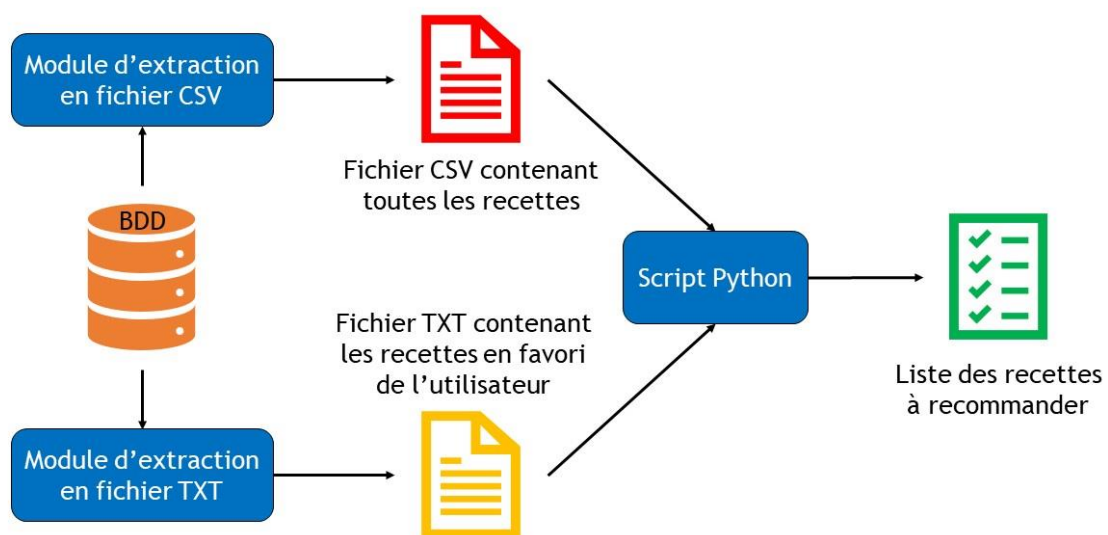 Module d’extraction
en fichier CSV
Fichier CSV contenant
toutes les recettes
BDD
Script Python
Fichier TXT contenant
les recettes en favori
de l’utilisateur
Liste des recettes
à recommander
Module d’extraction
en fichier TXT